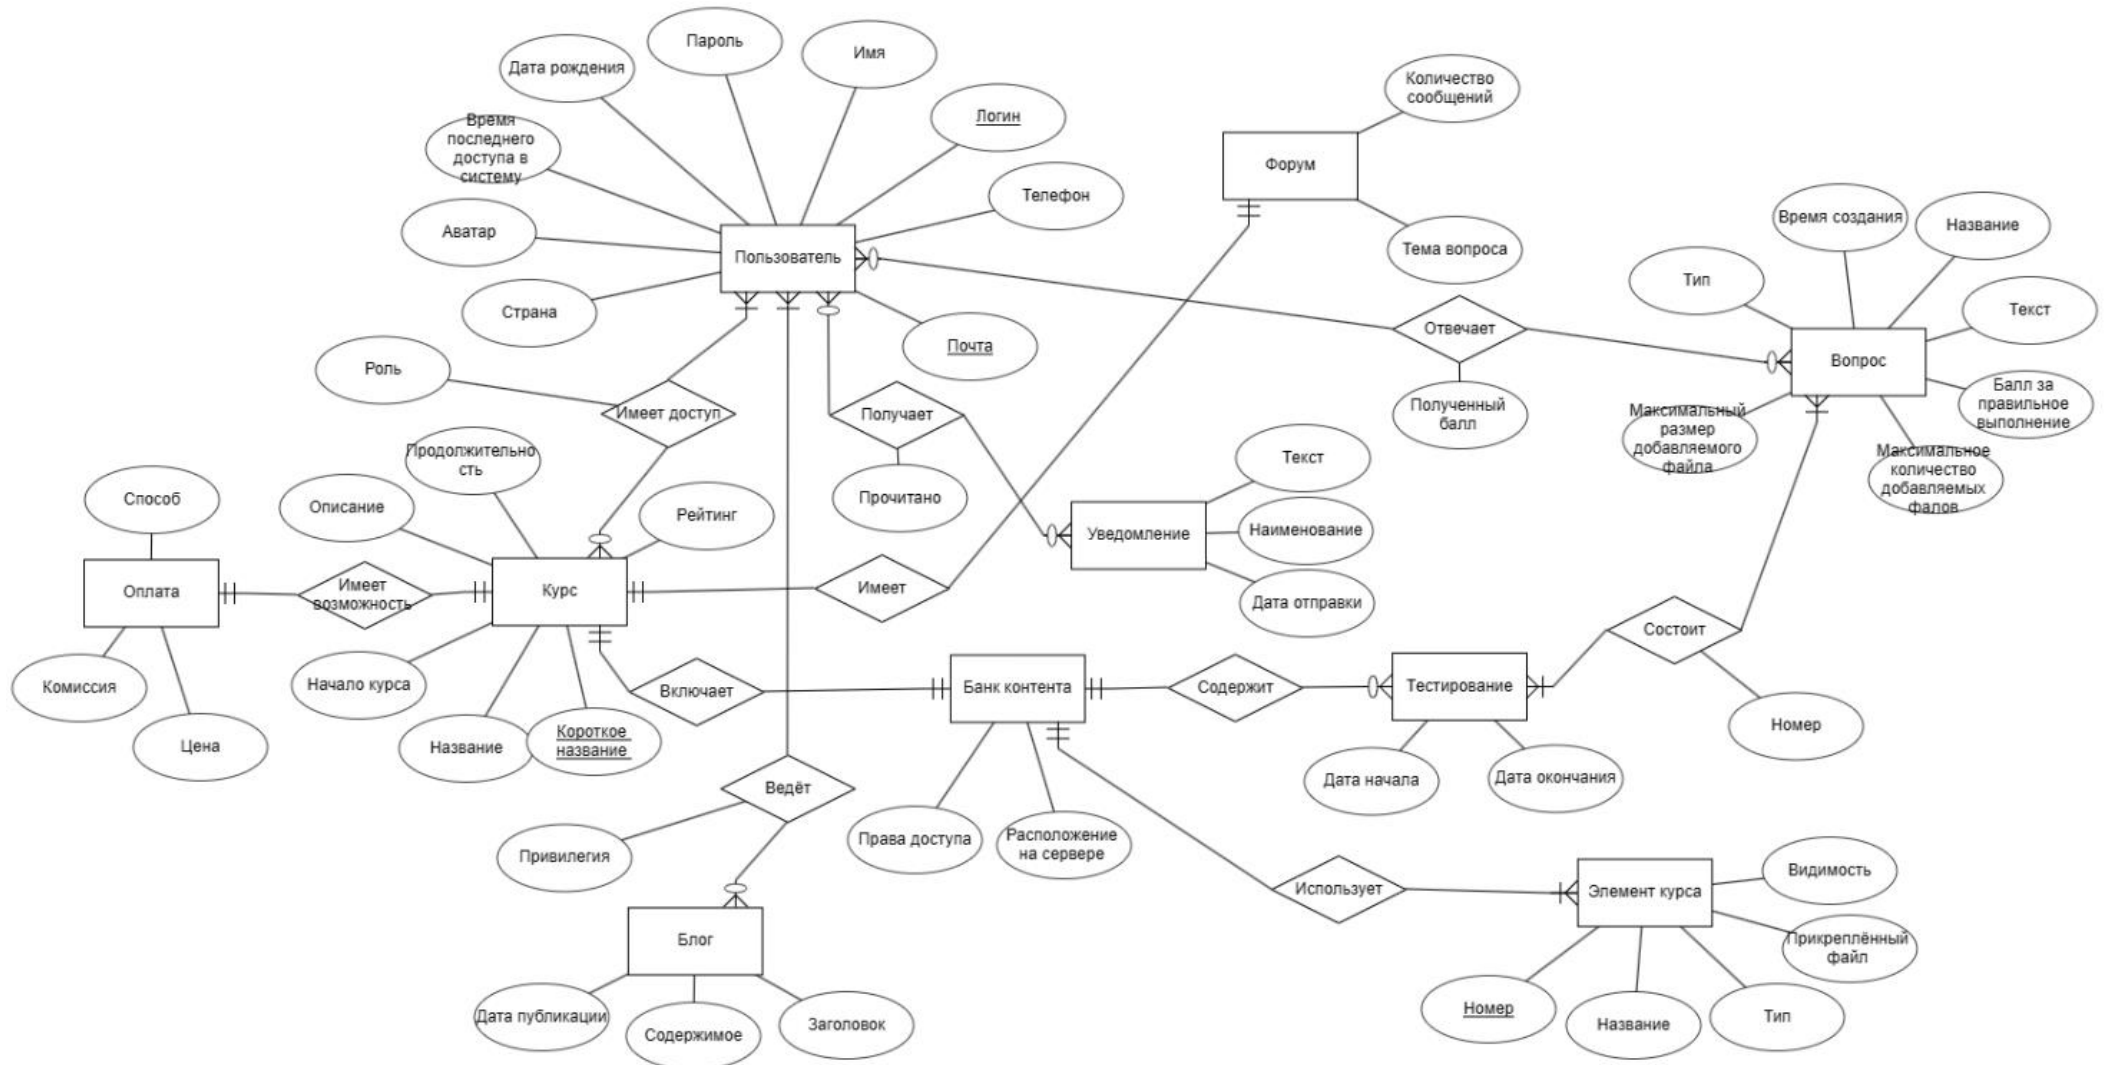 Пароль
Имя
Дата рождения
Логин
Время
последнего
доступа в
систему
Телефон
Аватар
Пользователь
Страна
Почта
Количество
сообщений
Форум
Тема вопроса
Время создания
Название
Тип
Текст
Отвечает
Вопрос
Полученный
балл
Балл за
правильное
выполнение
Максимальный
размер
добавляемого
файла
Максимальное
количество
добавляемых
фалов
Роль
Имеет доступ
Получает
Прочитано
Продолжительно
сть
Описание
Рейтинг
Способ
Оплата
Имеет
возможность
Курс
Имеет
Текст
Уведомление
Наименование
Дата отправки
Комиссия
Цена
Начало курса
Название
Короткое
название
Включает
Банк контента
Содержит
Тестирование
Состоит
Номер
Дата начала
Дата окончания
Ведёт
Привилегия
Права доступа
Расположение
на сервере
Использует
Элемент курса
Видимость
Прикреплённый
файл
Номер
Название
Тип
Блог
Дата публикации
Содержимое
Заголовок